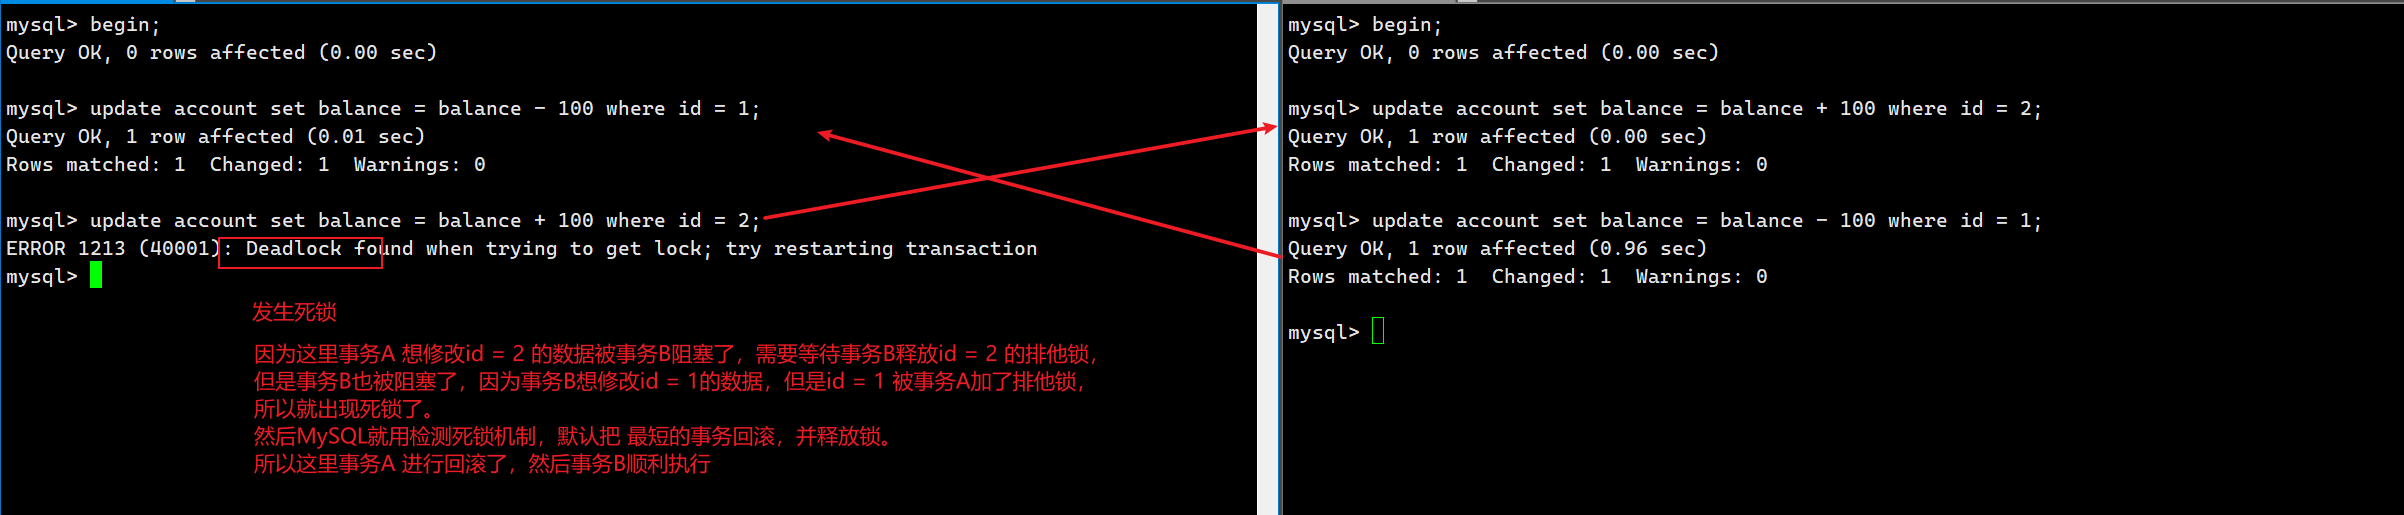 mysql> begin;
Query OK, 0 rows affected (0.00 sec)
mysql> update account set balance = balance - 100 where id = 1;
Query OK, 1 row affected (0.01 sec)
Rows matched: 1  Changed: 1  Warnings: 0
mysql> update account set balance = balance + 100 where id = 2;
ERROR 1213 (40001): Deadlock found when trying to get lock; try restarting transaction
mysql>
发生死锁
因为这里事务A 想修改id = 2 的数据被事务B阻塞了，需要等待事务B释放id = 2 的排他锁，
但是事务B也被阻塞了，因为事务B想修改id = 1的数据，但是id = 1 被事务A加了排他锁，
所以就出现死锁了。
然后MySQL就用检测死锁机制，默认把 最短的事务回滚，并释放锁。
所以这里事务A 进行回滚了，然后事务B顺利执行
mysql> begin;
Query OK, 0 rows affected (0.00 sec)
mysql> update account set balance = balance + 100 where id = 2;
Query OK, 1 row affected (0.00 sec)
Rows matched: 1  Changed: 1  Warnings: 0
mysql> update account set balance = balance - 100 where id = 1;
Query OK, 1 row affected (0.96 sec)
Rows matched: 1  Changed: 1  Warnings: 0
mysql>